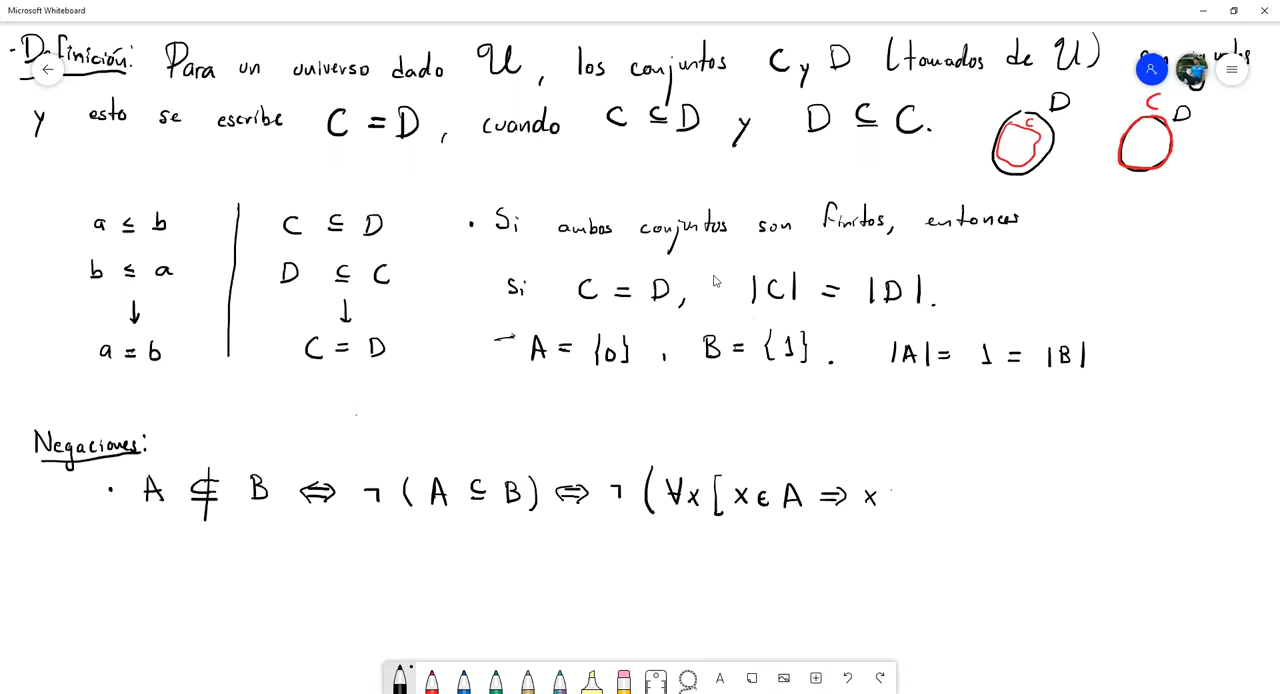 Microsoft Whiteboard
- Definición: Para un universo dado U, los conjuntos C y D (tomados de U)
y esto se escribe C = D, cuando C ⊆ D y D ⊆ C.
C D
C D
a ≤ b
b ≤ a
↓
a = b
C ⊆ D
D ⊆ C
↓
C = D
• Si ambos conjuntos son finitos, entonces
Si C = D, |C| = |D|.
- A = {0}, B = {1}. |A| = 1 = |B|
Negaciones:
• A ⊈ B ⇔ ¬ (A ⊆ B) ⇔ ¬ (∀x [x ∈ A ⇒ x
A